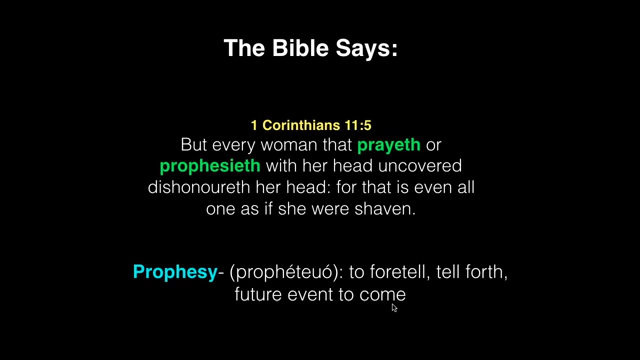 The Bible Says:
1 Corinthians 11:5
But every woman that prayeth or
prophesieth with her head uncovered
dishonoureth her head: for that is even all
one as if she were shaven.
Prophesy- (prophéteuó): to foretell, tell forth,
future event to come